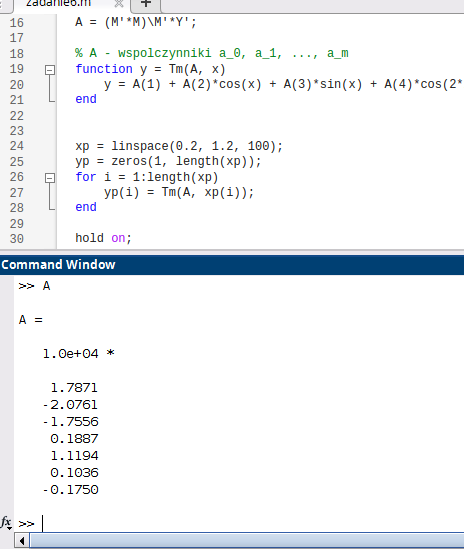 zadanie6.m × +
16 A = (M'*M)\M'*Y';
17
18 % A - wspolczynniki a_0, a_1, ..., a_m
19 function y = Tm(A, x)
20 y = A(1) + A(2)*cos(x) + A(3)*sin(x) + A(4)*cos(2*
21 end
22
23
24 xp = linspace(0.2, 1.2, 100);
25 yp = zeros(1, length(xp));
26 for i = 1:length(xp)
27 yp(i) = Tm(A, xp(i));
28 end
29
30 hold on;
Command Window
>> A
A =
1.0e+04 *
1.7871
-2.0761
-1.7556
0.1887
1.1194
0.1036
-0.1750
fx >>